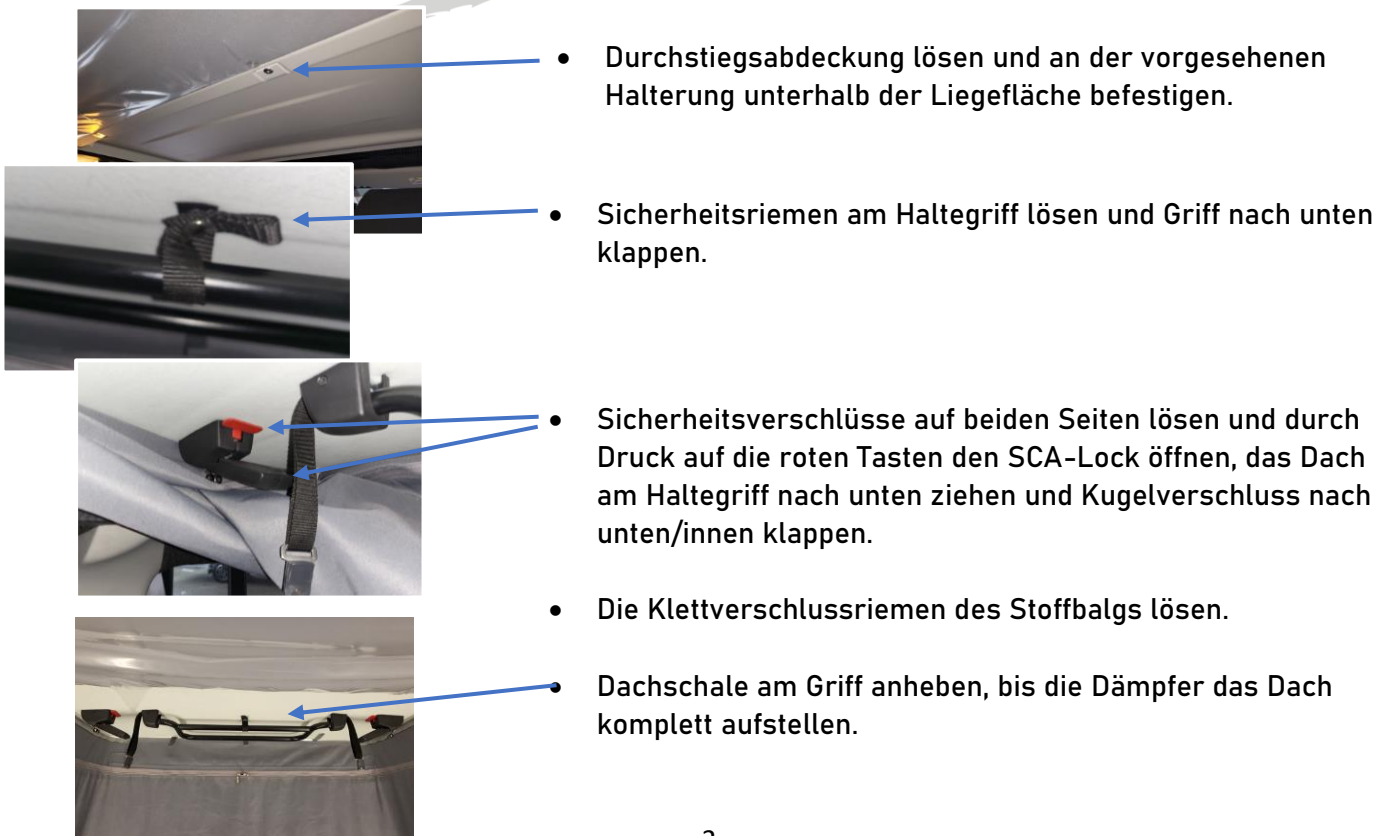 • Durchstiegsabdeckung lösen und an der vorgesehenen
Halterung unterhalb der Liegefläche befestigen.
• Sicherheitsriemen am Haltegriff lösen und Griff nach unten
klappen.
• Sicherheitsverschlüsse auf beiden Seiten lösen und durch
Druck auf die roten Tasten den SCA-Lock öffnen, das Dach
am Haltegriff nach unten ziehen und Kugelverschluss nach
unten/innen klappen.
• Die Klettverschlussriemen des Stoffbalgs lösen.
• Dachschale am Griff anheben, bis die Dämpfer das Dach
komplett aufstellen.